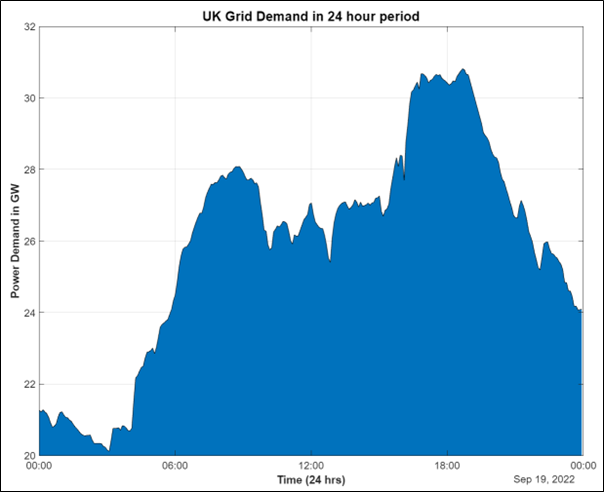 UK Grid Demand in 24 hour period
32
30
28
26
24
22
20
Power Demand in GW
00:00 06:00 12:00 18:00 00:00
Time (24 hrs)
Sep 19, 2022